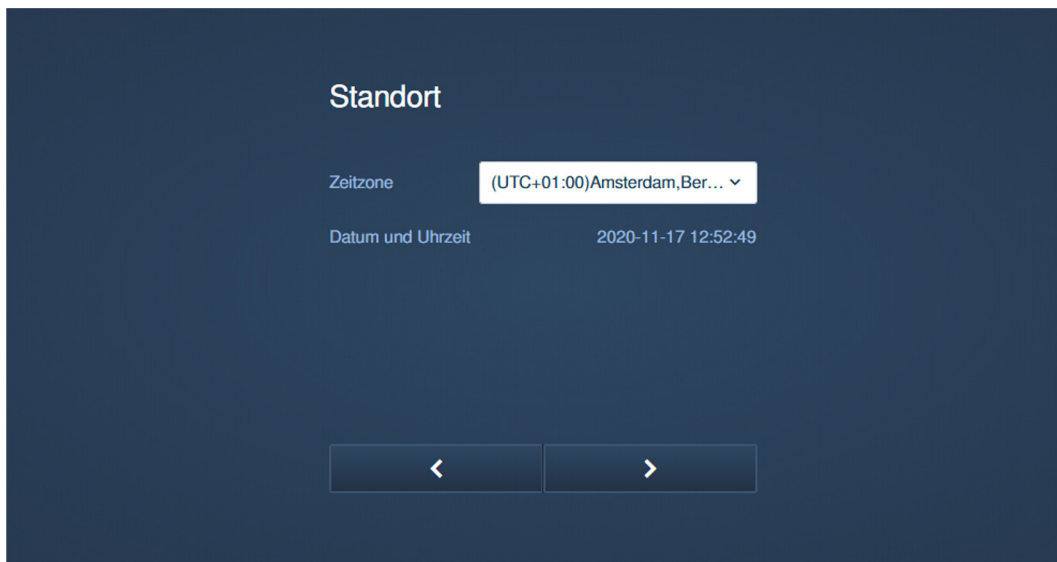 Standort
Zeitzone (UTC+01:00)Amsterdam,Ber...
Datum und Uhrzeit 2020-11-17 12:52:49